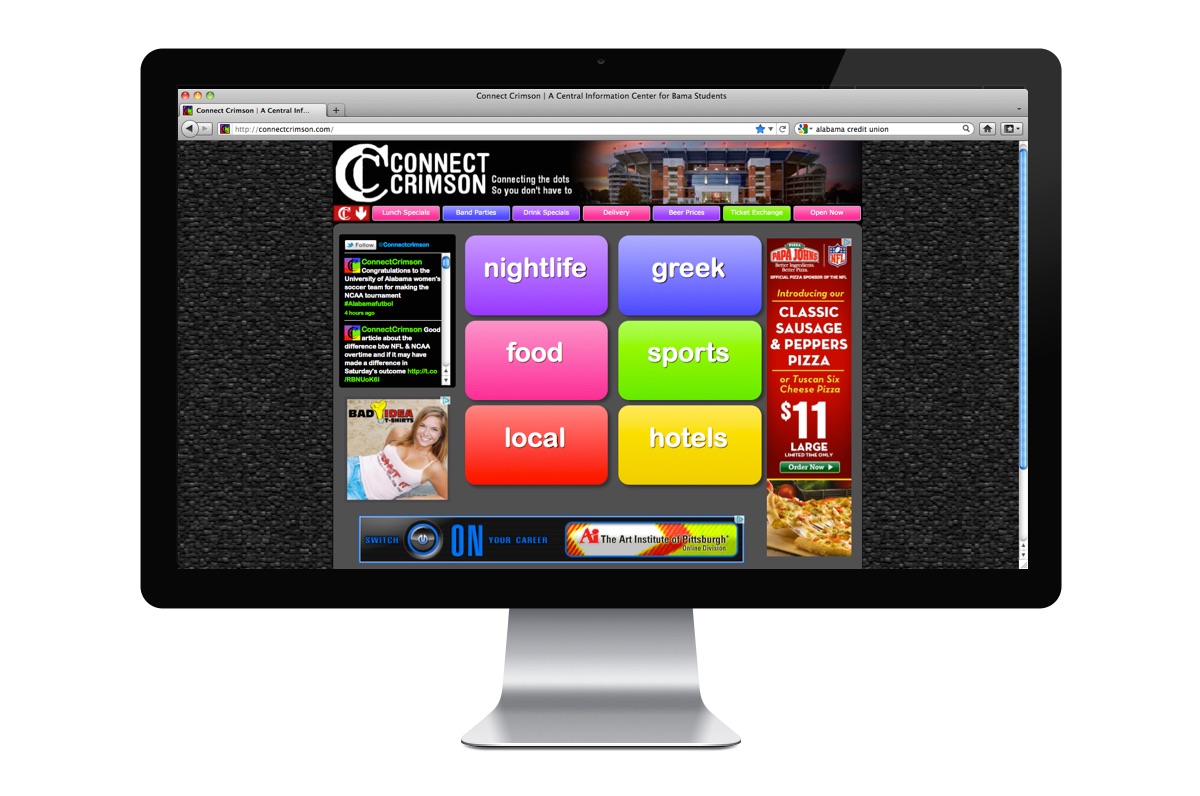 Connect Crimson | A Central Information Center for Bama Students
Connect Crimson | A Central Inf...
http://connectcrimson.com/
alabama credit union
CONNECT
CRIMSON
Connecting the dots
So you don't have to
Lunch Specials
Band Parties
Drink Specials
Delivery
Beer Prices
Ticket Exchange
Open Now
Follow @Connectcrimson
ConnectCrimson
Congratulations to the
University of Alabama women's
soccer team for making the
NCAA tournament
#Alabamafutbol
4 hours ago
ConnectCrimson Good
article about the
difference btw NFL & NCAA
overtime and if it may have
made a difference in
Saturday's outcome http://t.co
/RBNUoK6l
BAD IDEA
T-SHIRTS
nightlife
greek
food
sports
local
hotels
PIZZA
PAPA JOHNS
Better Ingredients.
Better Pizza.
NFL
OFFICIAL PIZZA SPONSOR OF THE NFL
Introducing our
CLASSIC
SAUSAGE
& PEPPERS
PIZZA
or Tuscan Six
Cheese Pizza
$11
LARGE
LIMITED TIME ONLY
Order Now
SWITCH ON YOUR CAREER
Ai The Art Institute of Pittsburgh®
Online Division